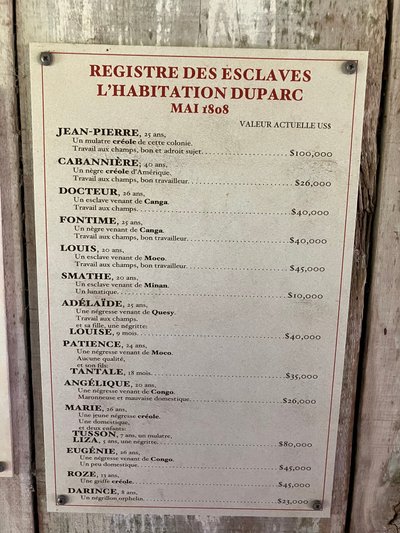 REGISTRE DES ESCLAVES
L'HABITATION DUPARC
MAI 1808
VALEUR ACTUELLE US$
JEAN-PIERRE, 25 ans,
Un mulatre créole de cette colonie.
Travail aux champs, bon et adroit sujet. $100,000
CABANNIÈRE, 40 ans,
Un nègre créole d'Amérique.
Travail aux champs, bon travailleur. $26,000
DOCTEUR, 26 ans,
Un esclave venant de Canga.
Travail aux champs, bon travailleur. $40,000
FONTIME, 25 ans,
Un nègre venant de Canga.
Travail aux champs, bon travailleur. $40,000
LOUIS, 20 ans,
Un esclave venant de Moco.
Travail aux champs, bon travailleur. $45,000
SMATHE, 20 ans,
Un esclave venant de Minan.
Un lunatique. $10,000
ADÉLAÏDE, 25 ans,
Une négresse venant de Quesy.
Travail aux champs.
et sa fille, une négritte:
LOUISE, 9 mois. $40,000
PATIENCE, 24 ans,
Une négresse venant de Moco.
Aucune qualité,
et son fils:
TANTALE, 18 mois. $35,000
ANGÉLIQUE, 20 ans,
Une négresse venant de Congo.
Marronneuse et mauvaise domestique. $26,000
MARIE, 26 ans,
Une jeune négriesse créole.
Une domestique,
et deux enfants:
TUSSON, 7 ans, un mulatre,
LIZA, 5 ans, une négritte. $80,000
EUGÉNIE, 26 ans,
Une négresse venant de Congo.
Un peu domestique. $45,000
ROZE, 13 ans,
Une griffe créole. $45,000
DARINCE, 8 ans,
Un négrillon orphelin. $23,000